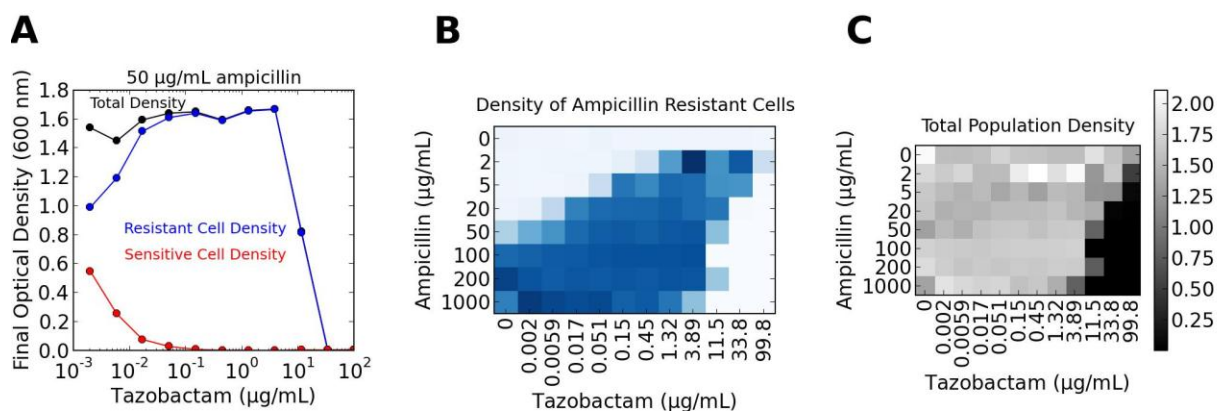 A
50 μg/mL ampicillin
Final Optical Density (600 nm)
1.8
1.6
1.4
1.2
1.0
0.8
0.6
0.4
0.2
0.0
Total Density
Resistant Cell Density
Sensitive Cell Density
10-3 10-2 10-1 100 101 102
Tazobactam (μg/mL)
B
Density of Ampicillin Resistant Cells
Ampicillin (μg/mL)
0
2
5
20
50
100
200
1000
0 0.002 0.0059 0.017 0.051 0.15 0.45 1.32 3.89 11.5 33.8 99.8
Tazobactam (μg/mL)
C
Total Population Density
Ampicillin (μg/mL)
0
2
5
20
50
100
200
1000
0 0.002 0.0059 0.017 0.051 0.15 0.45 1.32 3.89 11.5 33.8 99.8
Tazobactam (μg/mL)
2.00
1.75
1.50
1.25
1.00
0.75
0.50
0.25